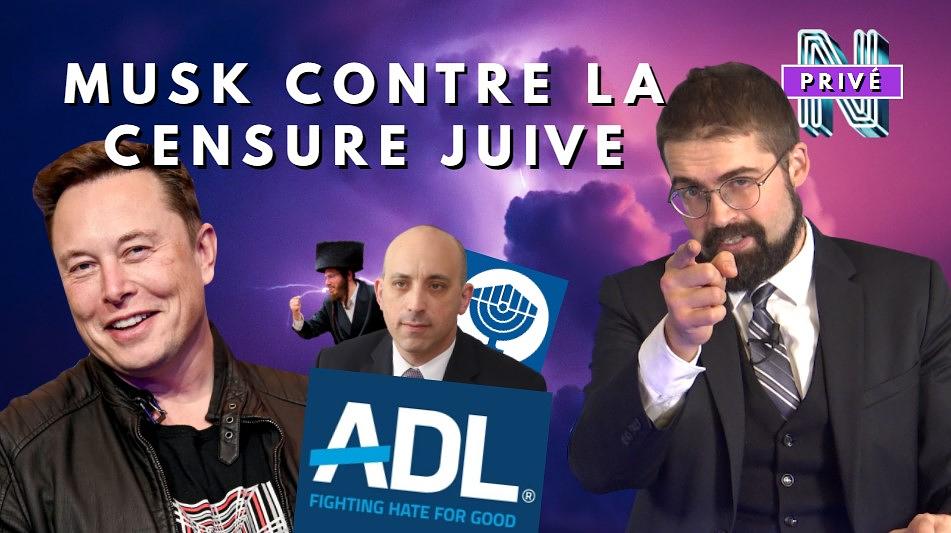 MUSK CONTRE LA
CENSURE JUIVE
N
PRIVÉ
ADL®
FIGHTING HATE FOR GOOD